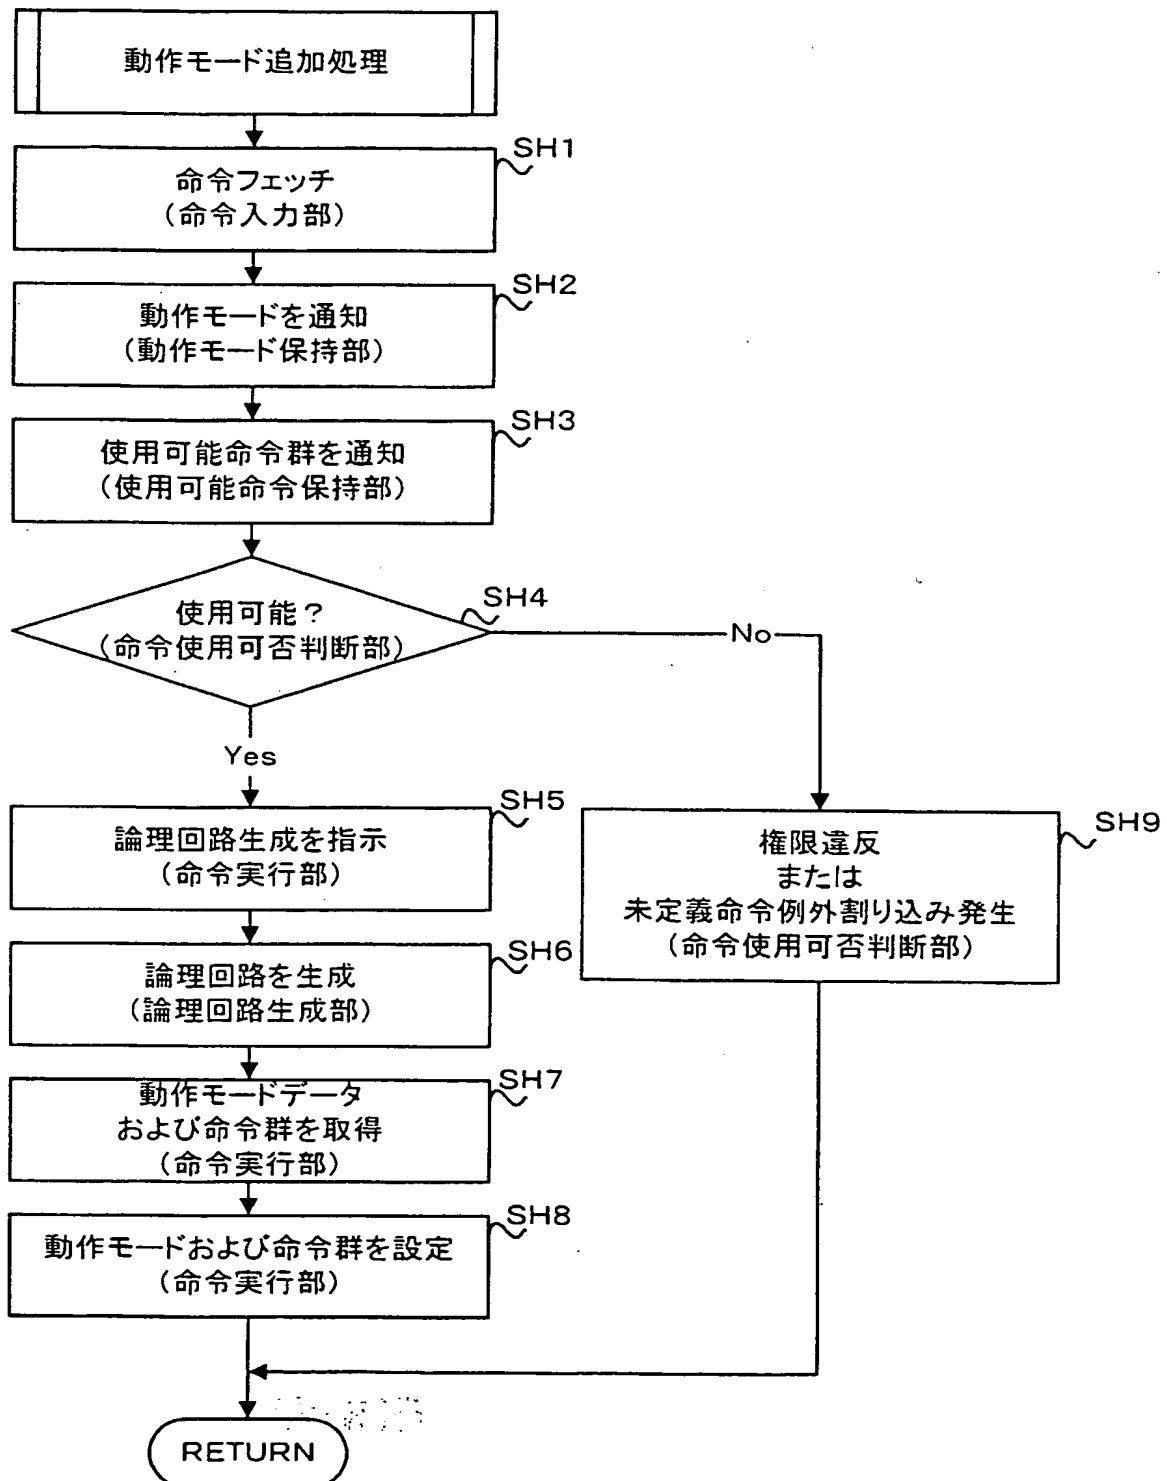 動作モード追加処理
SH1
命令フェッチ
(命令入力部)
SH2
動作モードを通知
(動作モード保持部)
SH3
使用可能命令群を通知
(使用可能命令保持部)
SH4
使用可能?
(命令使用可否判断部)
No
Yes
SH5
論理回路生成を指示
(命令実行部)
SH9
権限違反
または
未定義命令例外割り込み発生
(命令使用可否判断部)
SH6
論理回路を生成
(論理回路生成部)
SH7
動作モードデータ
および命令群を取得
(命令実行部)
SH8
動作モードおよび命令群を設定
(命令実行部)
RETURN